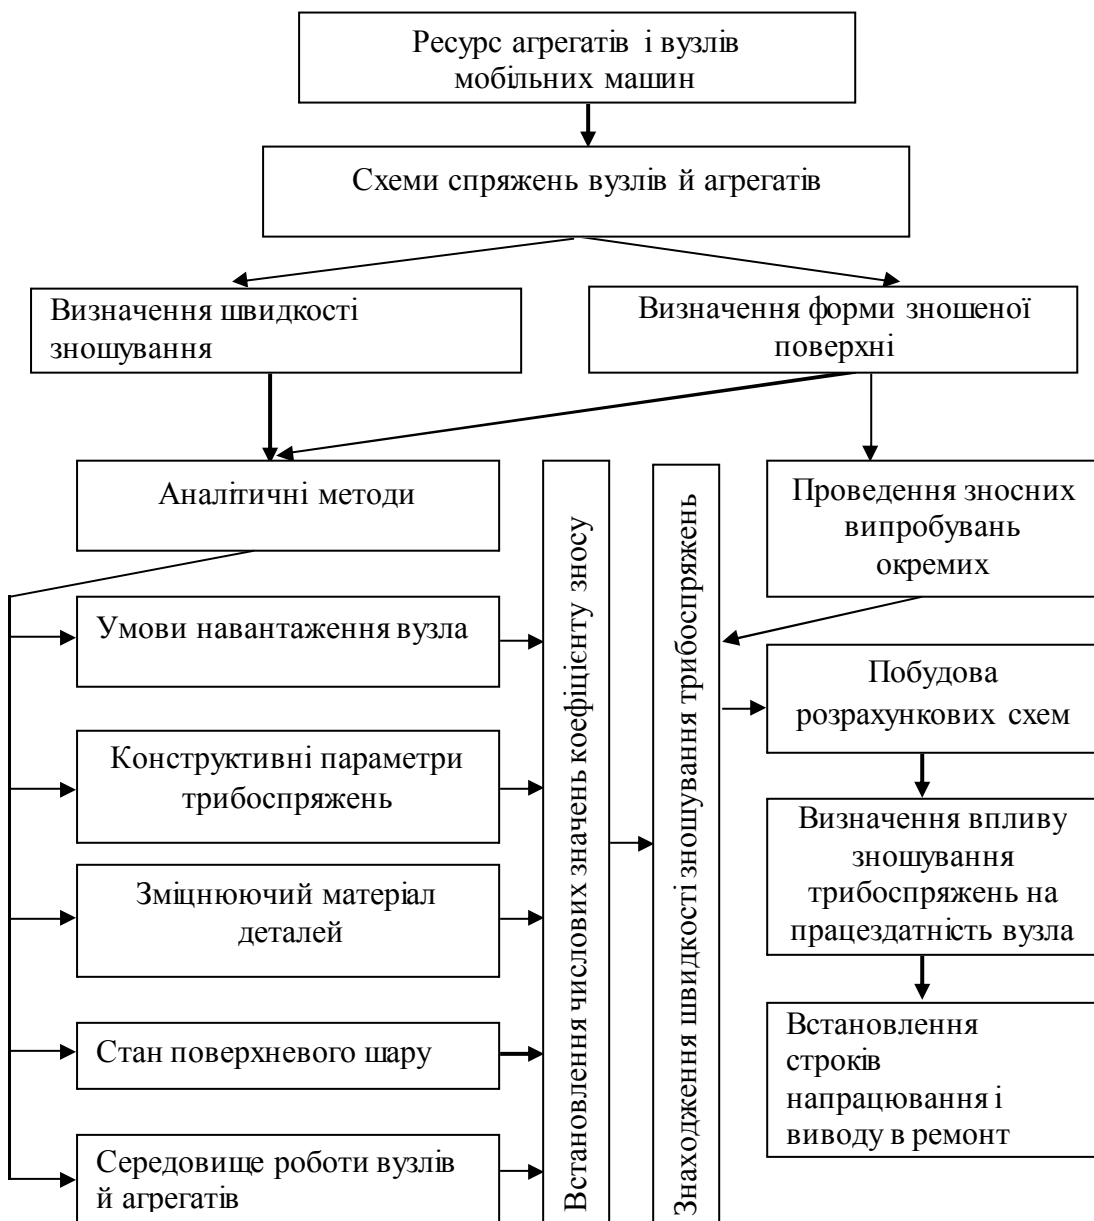 Ресурс агрегатів і вузлів
мобільних машин
Схеми спряжень вузлів й агрегатів
Визначення швидкості
зношування
Визначення форми зношеної
поверхні
Аналітичні методи
Умови навантаження вузла
Конструктивні параметри
трибоспряжень
Зміцнюючий матеріал
деталей
Стан поверхневого шару
Середовище роботи вузлів
й агрегатів
Встановлення числових значень коефіцієнту зносу
Знаходження швидкості зношування трибоспряжень
Проведення зносних
випробувань
окремих
Побудова
розрахункових схем
Визначення впливу
зношування
трибоспряжень на
працездатність вузла
Встановлення
строків
напрацювання і
виводу в ремонт